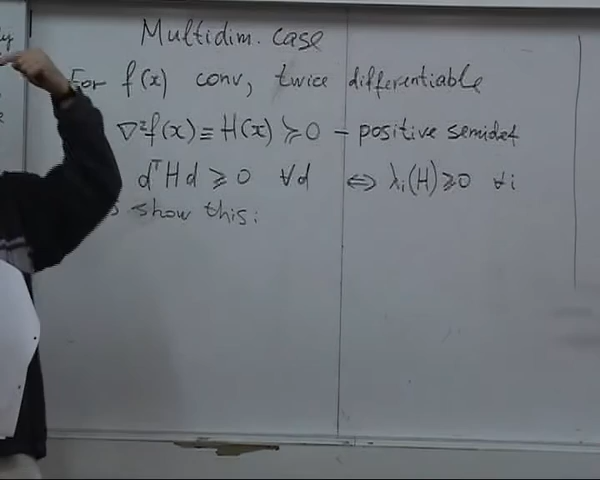 Multidim. case
For f(x) conv, twice differentiable
∇²f(x) ≡ H(x) ≽ 0 – positive semidef
dᵀHd ⩾ 0 ∀d ⇔ λᵢ(H) ⩾ 0 ∀i
show this: